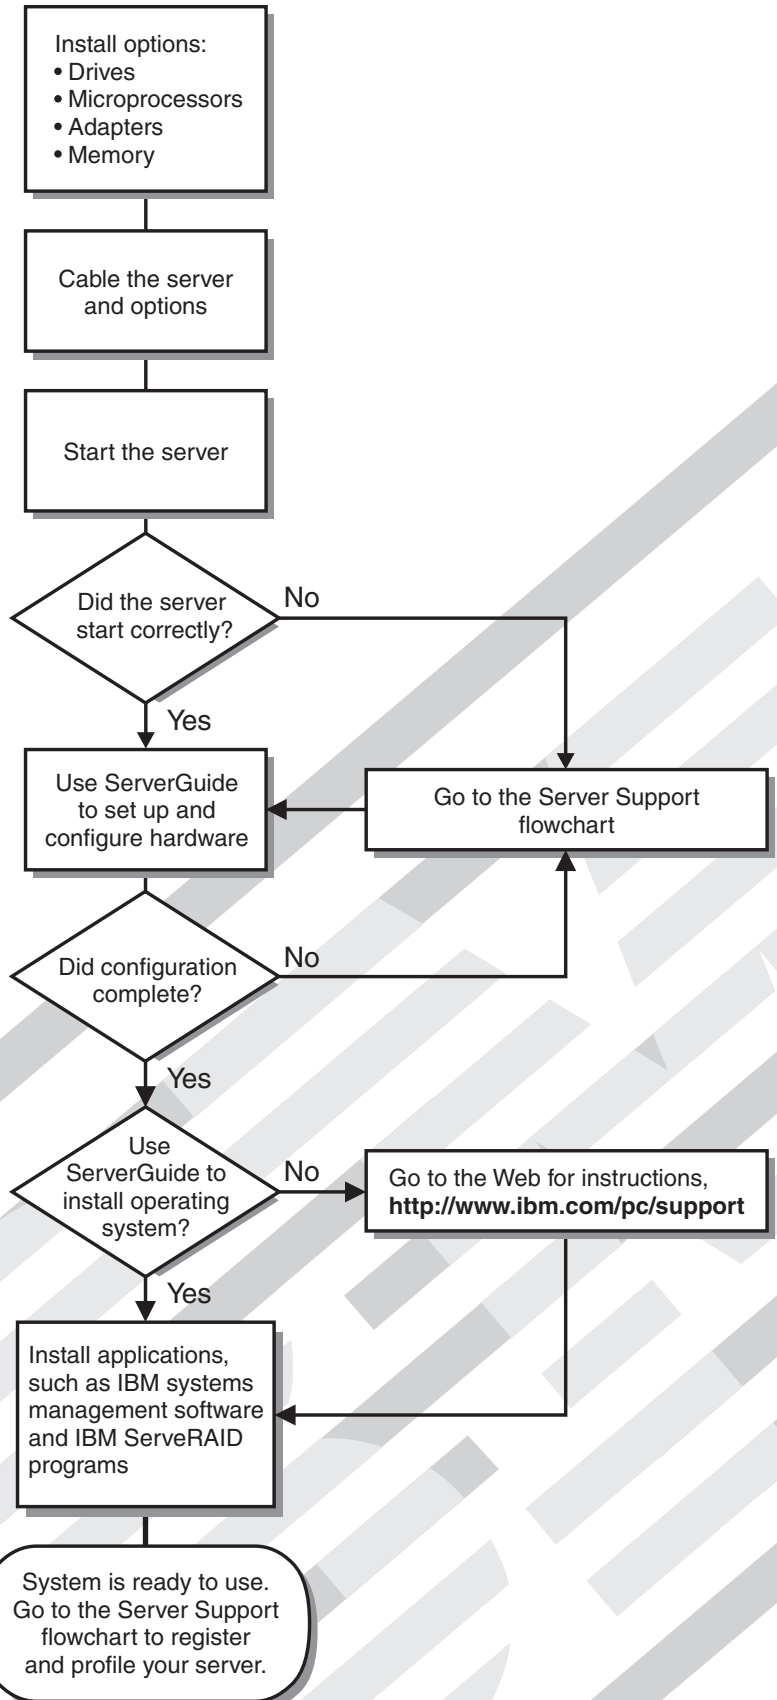 Install options:
• Drives
• Microprocessors
• Adapters
• Memory
Cable the server
and options
Start the server
Did the server
start correctly?
No
Yes
Use ServerGuide
to set up and
configure hardware
Go to the Server Support
flowchart
Did configuration
complete?
No
Yes
Use
ServerGuide to
install operating
system?
No
Go to the Web for instructions,
http://www.ibm.com/pc/support
Yes
Install applications,
such as IBM systems
management software
and IBM ServeRAID
programs
System is ready to use.
Go to the Server Support
flowchart to register
and profile your server.